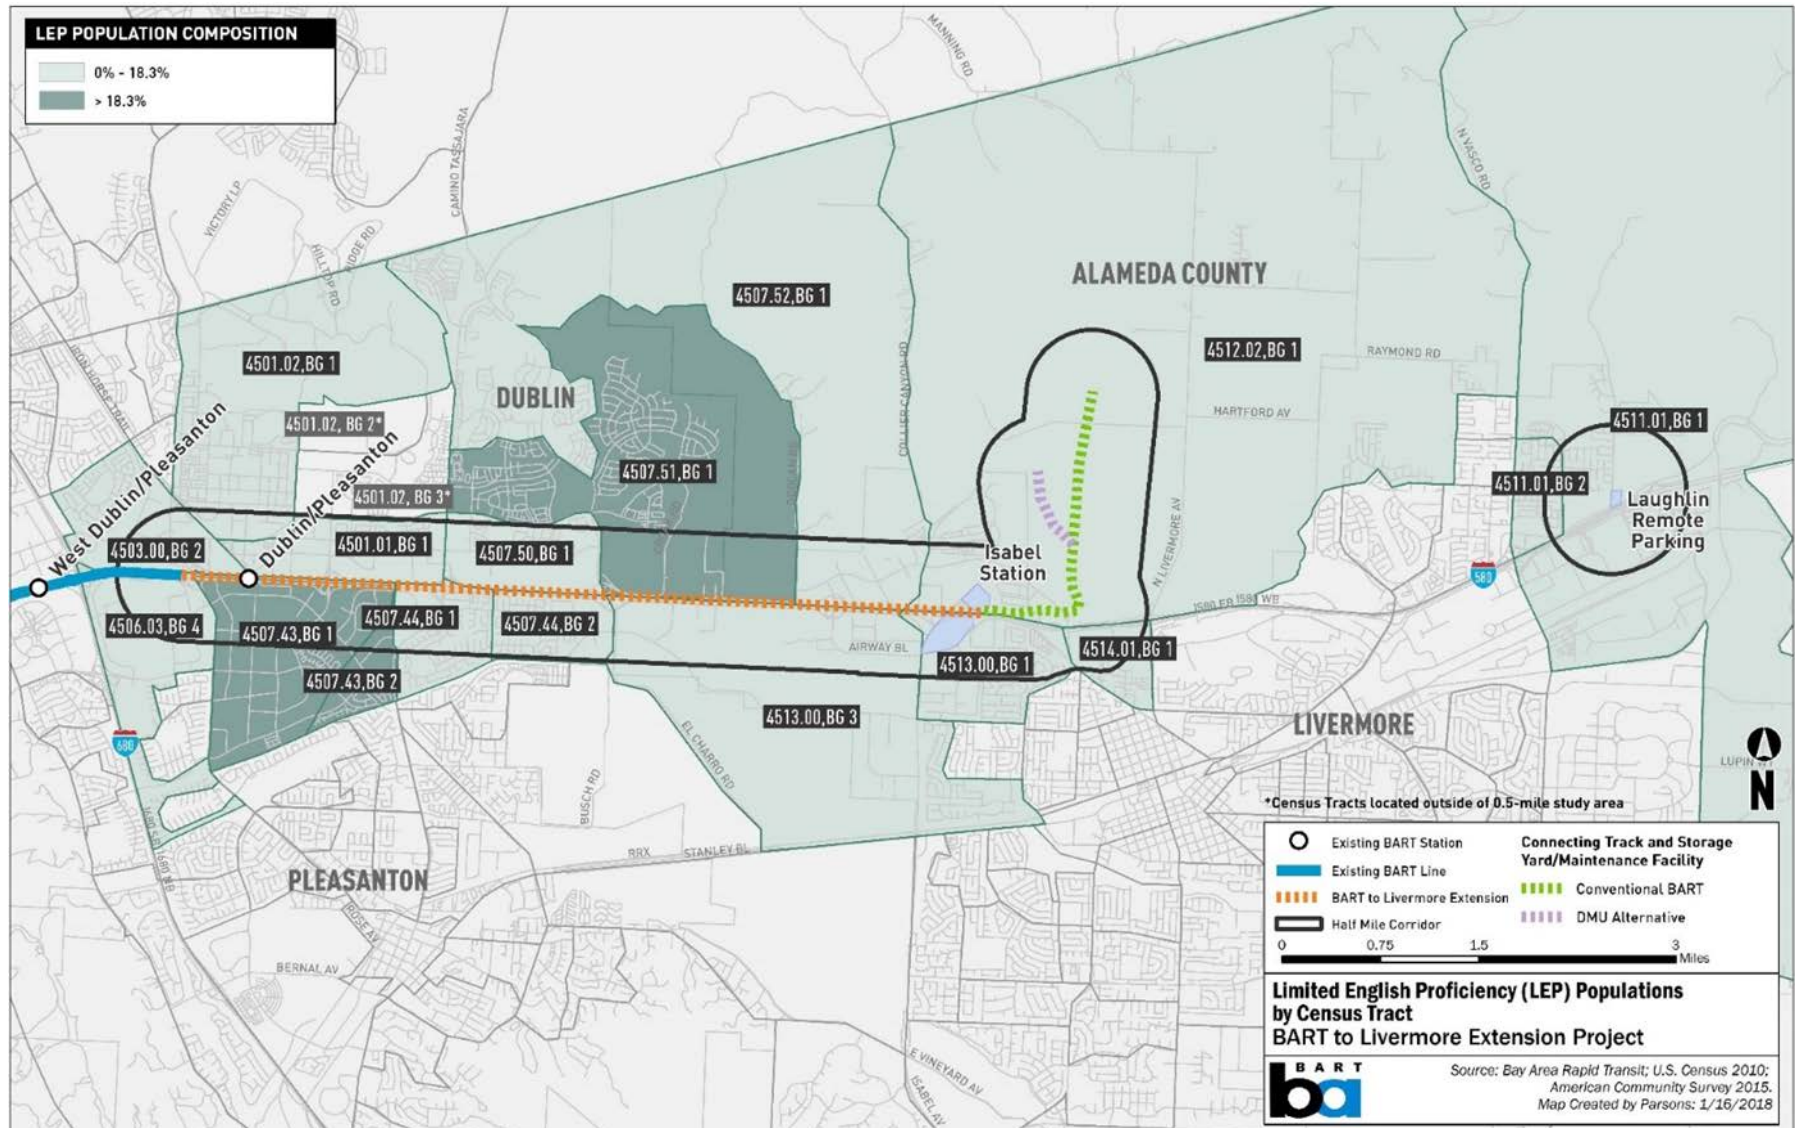 LEP POPULATION COMPOSITION
0% - 18.3%
> 18.3%
MANNING RD
CAMINO TASSAJARA
N VASCO RD
VICTORY LP
HILLTOP RD
RIDGE RD
ALAMEDA COUNTY
4507.52,BG 1
4512.02,BG 1
RAYMOND RD
IRON HORSE TRAIL
4501.02,BG 1
DUBLIN
COLLIER CANYON RD
HARTFORD AV
4511.01,BG 1
4501.02, BG 2*
4507.51,BG 1
4511.01,BG 2
4501.02, BG 3*
Laughlin
Remote
Parking
West Dublin/Pleasanton
Dublin/Pleasanton
4503.00,BG 2
4501.01,BG 1
4507.50,BG 1
Isabel
Station
N LIVERMORE AV
580
I580 EB I580 WB
4506.03,BG 4
4507.43,BG 1
4507.44,BG 1
4507.44,BG 2
AIRWAY BL
4513.00,BG 1
4514.01,BG 1
4507.43,BG 2
4513.00,BG 3
LIVERMORE
680
EL CHARRO RD
BUSCH RD
N
*Census Tracts located outside of 0.5-mile study area
RRX
STANLEY BL
PLEASANTON
ROSE AV
BERNAL AV
E VINEYARD AV
ISABEL AV
Existing BART Station
Existing BART Line
BART to Livermore Extension
Half Mile Corridor
Connecting Track and Storage
Yard/Maintenance Facility
Conventional BART
DMU Alternative
0 0.75 1.5 3
Miles
Limited English Proficiency (LEP) Populations
by Census Tract
BART to Livermore Extension Project
BART
ba
Source: Bay Area Rapid Transit; U.S. Census 2010;
American Community Survey 2015.
Map Created by Parsons: 1/16/2018